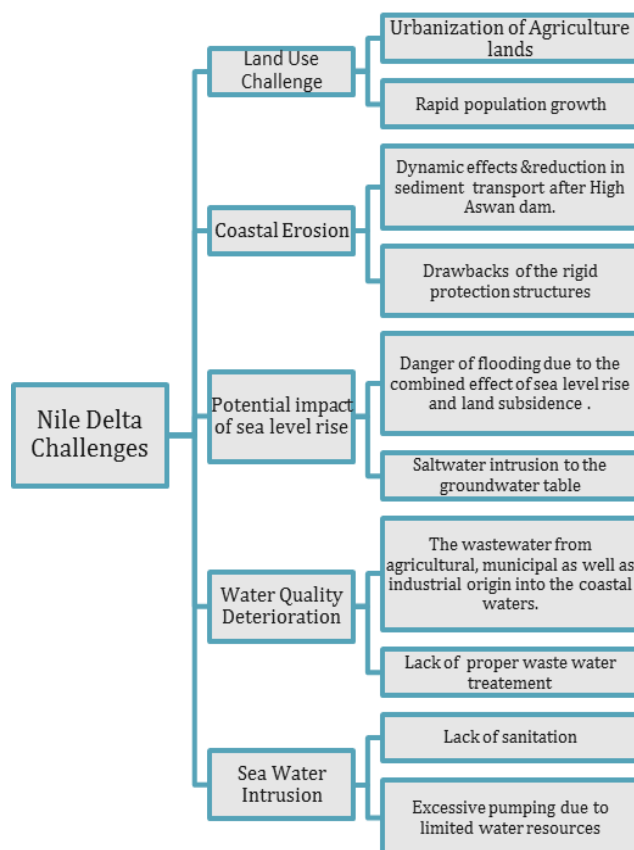 Nile Delta
Challenges
Land Use
Challenge
Urbanization of Agriculture
lands
Rapid population growth
Coastal Erosion
Dynamic effects &reduction in
sediment transport after High
Aswan dam.
Drawbacks of the rigid
protection structures
Potential impact
of sea level rise
Danger of flooding due to the
combined effect of sea level rise
and land subsidence .
Saltwater intrusion to the
groundwater table
Water Quality
Deterioration
The wastewater from
agricultural, municipal as well as
industrial origin into the coastal
waters.
Lack of proper waste water
treatement
Sea Water
Intrusion
Lack of sanitation
Excessive pumping due to
limited water resources